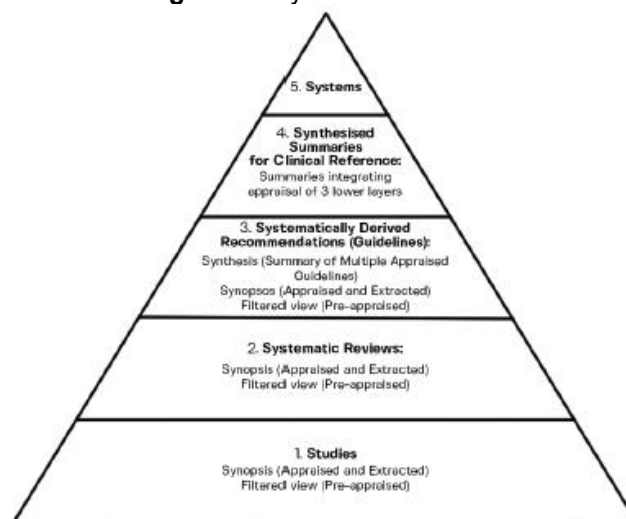 5. Systems
4. Synthesised
Summaries
for Clinical Reference:
Summaries integrating
appraisal of 3 lower layers
3. Systematically Derived
Recommendations (Guidelines):
Synthesis (Summary of Multiple Appraised
Guidelines)
Synopsos (Appraised and Extracted)
Filtered view (Pre-appraised)
2. Systematic Reviews:
Synopsis (Appraised and Extracted)
Filtered view (Pre-appraised)
1. Studies
Synopsis (Appraised and Extracted)
Filtered view (Pre-appraised)